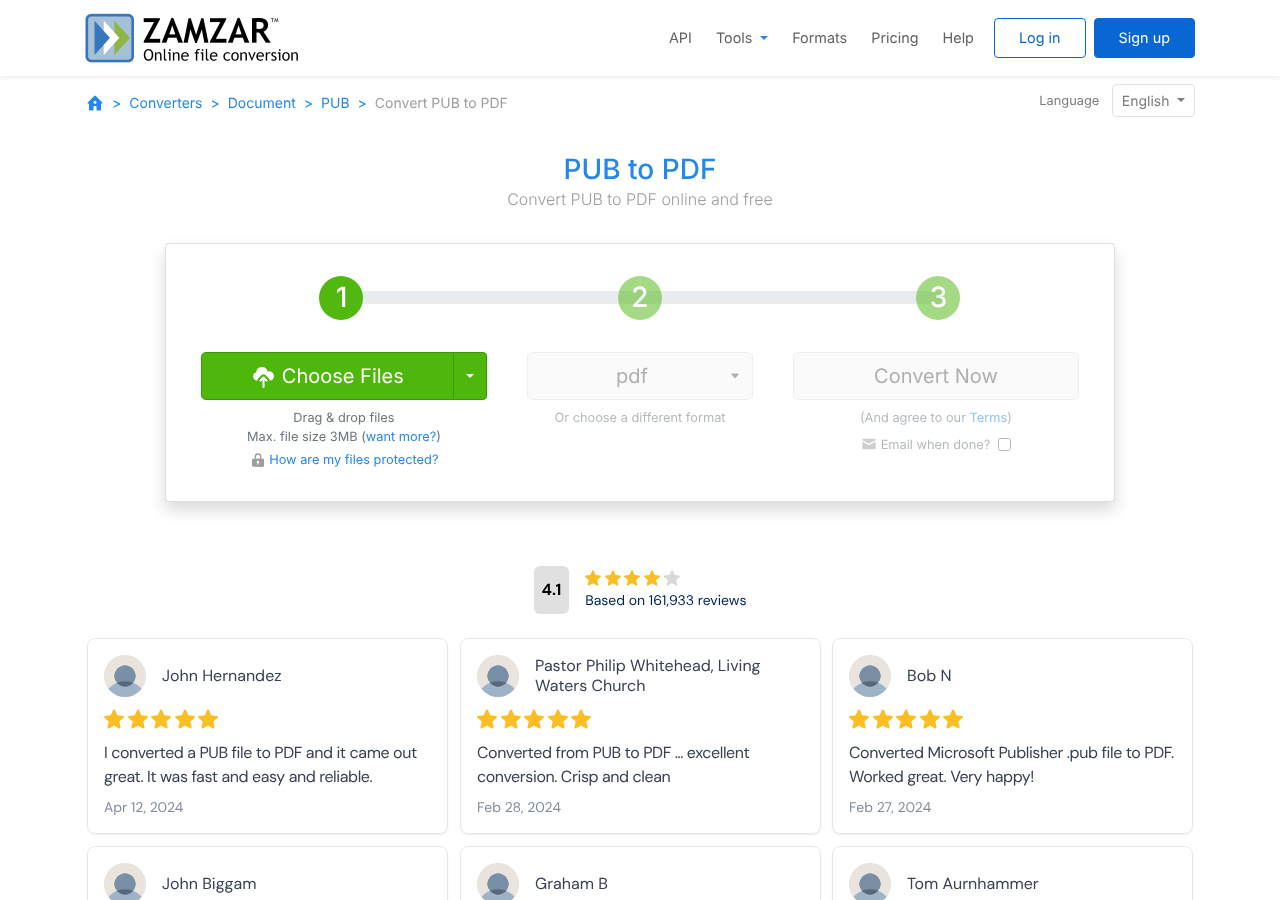 ZAMZAR™
Online file conversion
API Tools Formats Pricing Help Log in Sign up
> Converters > Document > PUB > Convert PUB to PDF
Language English
PUB to PDF
Convert PUB to PDF online and free
1 2 3
Choose Files pdf Convert Now
Drag & drop files Or choose a different format (And agree to our Terms)
Max. file size 3MB (want more?)
Email when done?
How are my files protected?
4.1
Based on 161,933 reviews
John Hernandez
I converted a PUB file to PDF and it came out
great. It was fast and easy and reliable.
Apr 12, 2024
Pastor Philip Whitehead, Living
Waters Church
Converted from PUB to PDF ... excellent
conversion. Crisp and clean
Feb 28, 2024
Bob N
Converted Microsoft Publisher .pub file to PDF.
Worked great. Very happy!
Feb 27, 2024
John Biggam
Graham B
Tom Aurnhammer